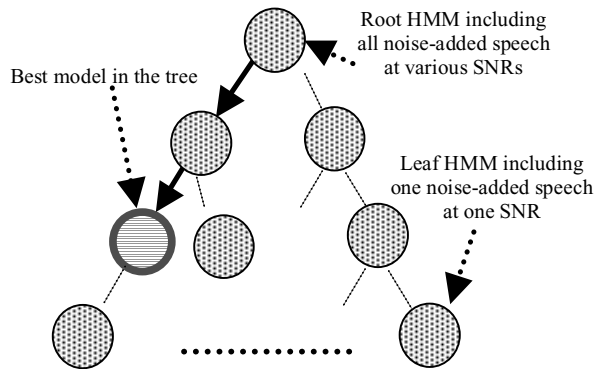 Root HMM including
all noise-added speech
at various SNRs
Best model in the tree
Leaf HMM including
one noise-added speech
at one SNR